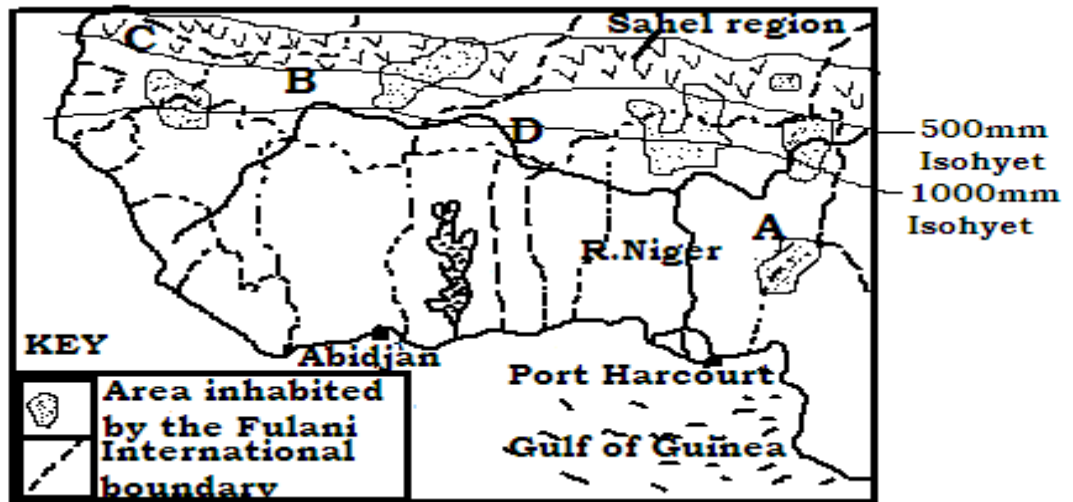 Sahel region
C
B
D
500mm
Isohyet
1000mm
Isohyet
A
R.Niger
KEY
Abidjan
Port Harcourt
Gulf of Guinea
Area inhabited
by the Fulani
International
boundary